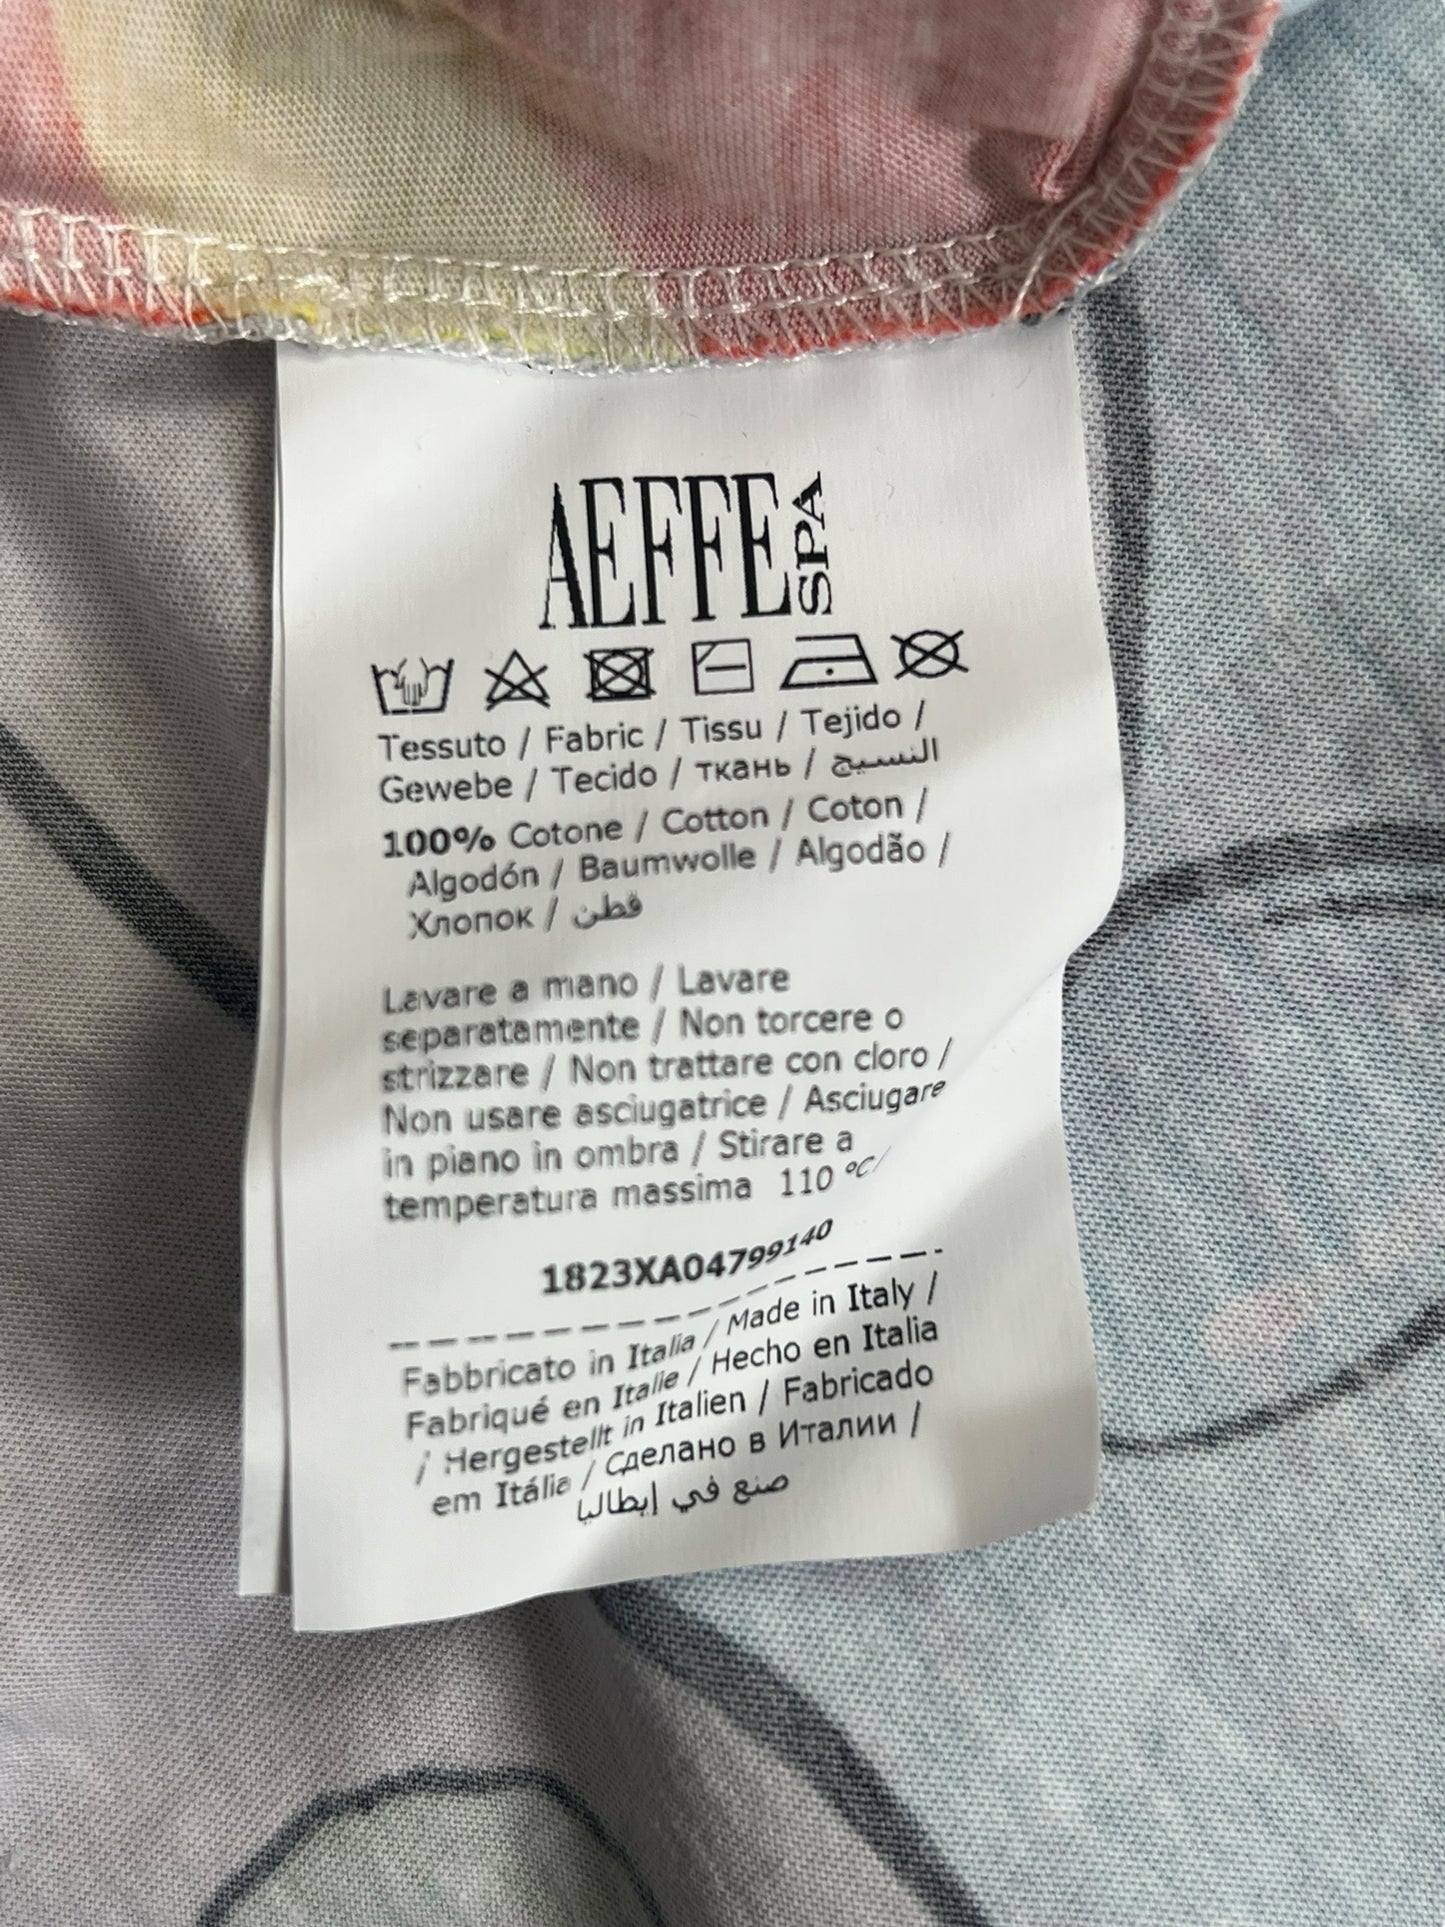 AEFFE SPA
Tessuto / Fabric / Tissu / Tejido /
Gewebe / Tecido / ткань / النسيج
100% Cotone / Cotton / Coton /
Algodón / Baumwolle / Algodão /
Хлопок / قطن
Lavare a mano / Lavare
separatamente / Non torcere o
strizzare / Non trattare con cloro /
Non usare asciugatrice / Asciugare
in piano in ombra / Stirare a
temperatura massima 110 °C/
1823XA04799140
Fabbricato in Italia / Made in Italy /
Fabriqué en Italie / Hecho en Italia
/ Hergestellt in Italien / Fabricado
em Itália / Сделано в Италии /
صنع في إيطاليا